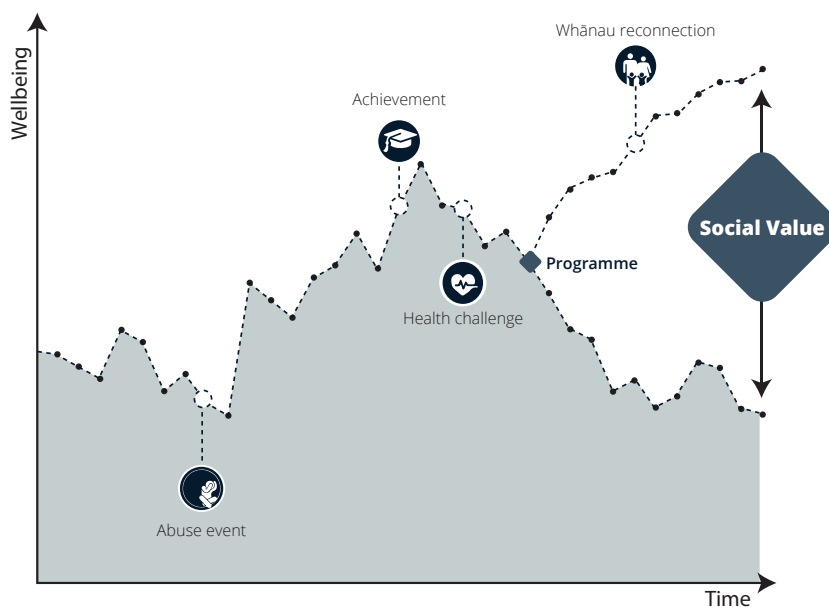 Whānau reconnection
Wellbeing
Achievement
Social Value
Programme
Health challenge
Abuse event
Time